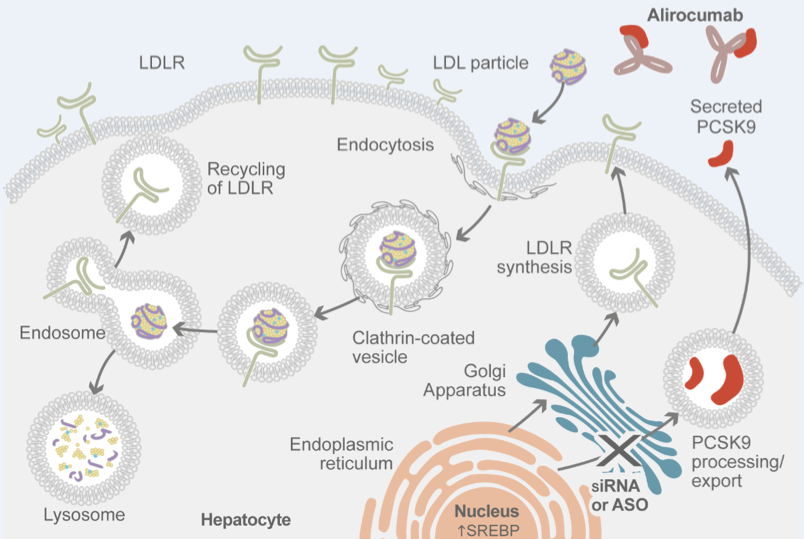 Alirocumab
LDLR
LDL particle
Secreted
PCSK9
Endocytosis
Recycling
of LDLR
LDLR
synthesis
Endosome
Clathrin-coated
vesicle
Golgi
Apparatus
Endoplasmic
reticulum
PCSK9
processing/
export
siRNA
or ASO
Lysosome
Hepatocyte
Nucleus
↑SREBP